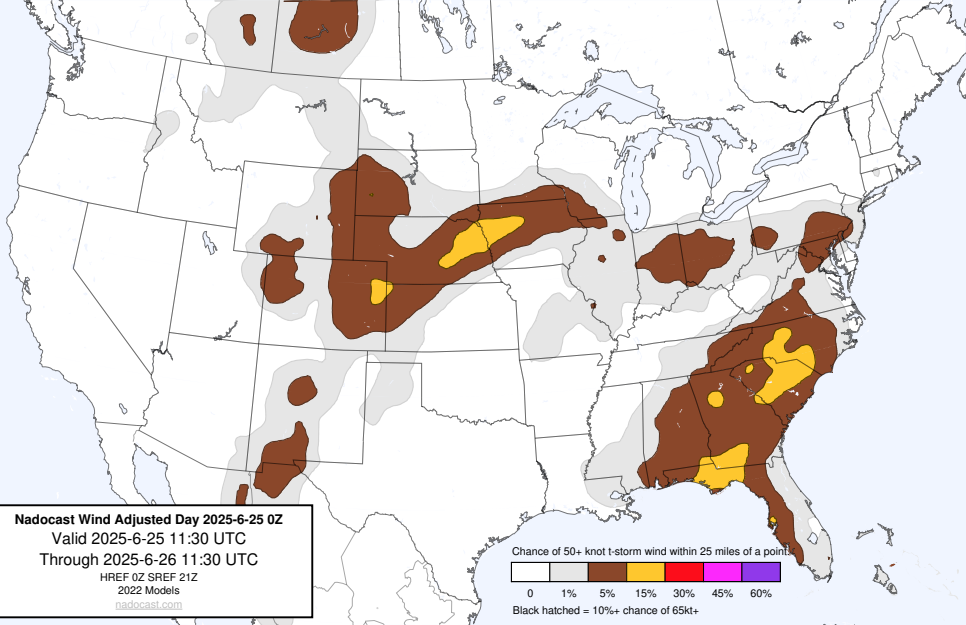 Nadocast Wind Adjusted Day 2025-6-25 0Z
Valid 2025-6-25 11:30 UTC
Through 2025-6-26 11:30 UTC
HREF 0Z SREF 21Z
2022 Models
nadocast.com
Chance of 50+ knot t-storm wind within 25 miles of a point.
0 1% 5% 15% 30% 45% 60%
Black hatched = 10%+ chance of 65kt+